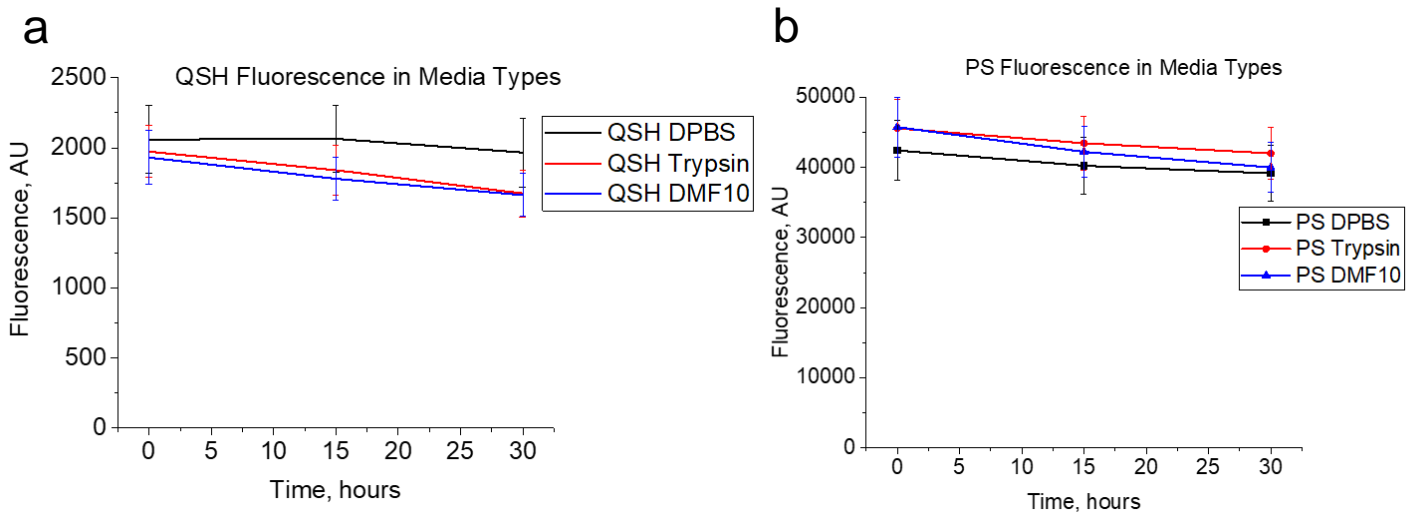 a
QSH Fluorescence in Media Types
2500
2000
1500
1000
500
0
Fluorescence, AU
0 5 10 15 20 25 30
Time, hours
QSH DPBS
QSH Trypsin
QSH DMF10
b
PS Fluorescence in Media Types
50000
40000
30000
20000
10000
0
Fluorescence, AU
0 5 10 15 20 25 30
Time, hours
PS DPBS
PS Trypsin
PS DMF10